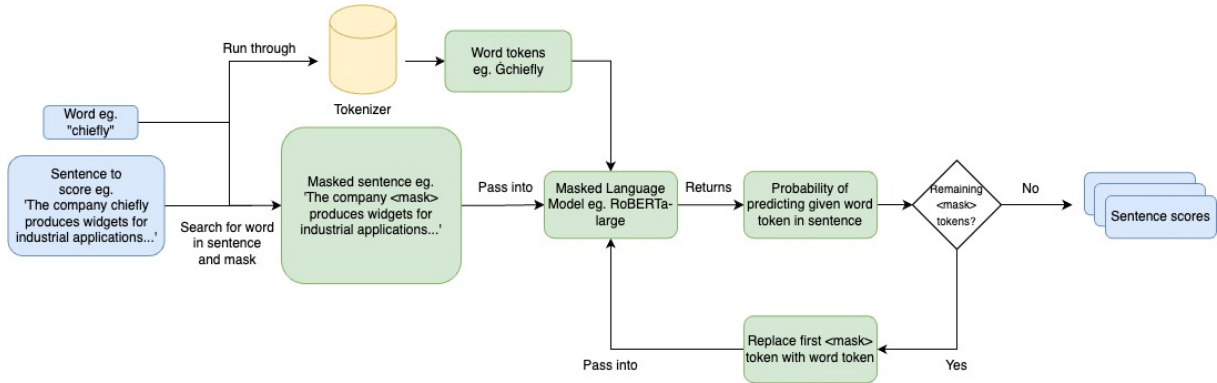 Run through
Tokenizer
Word tokens
eg. Ġchiefly
Word eg.
"chiefly"
Sentence to
score eg.
'The company chiefly
produces widgets for
industrial applications...'
Search for word
in sentence
and mask
Masked sentence eg.
'The company <mask>
produces widgets for
industrial applications...'
Pass into
Masked Language
Model eg. RoBERTa-
large
Returns
Probability of
predicting given word
token in sentence
Remaining
<mask>
tokens?
No
Sentence scores
Yes
Replace first <mask>
token with word token
Pass into